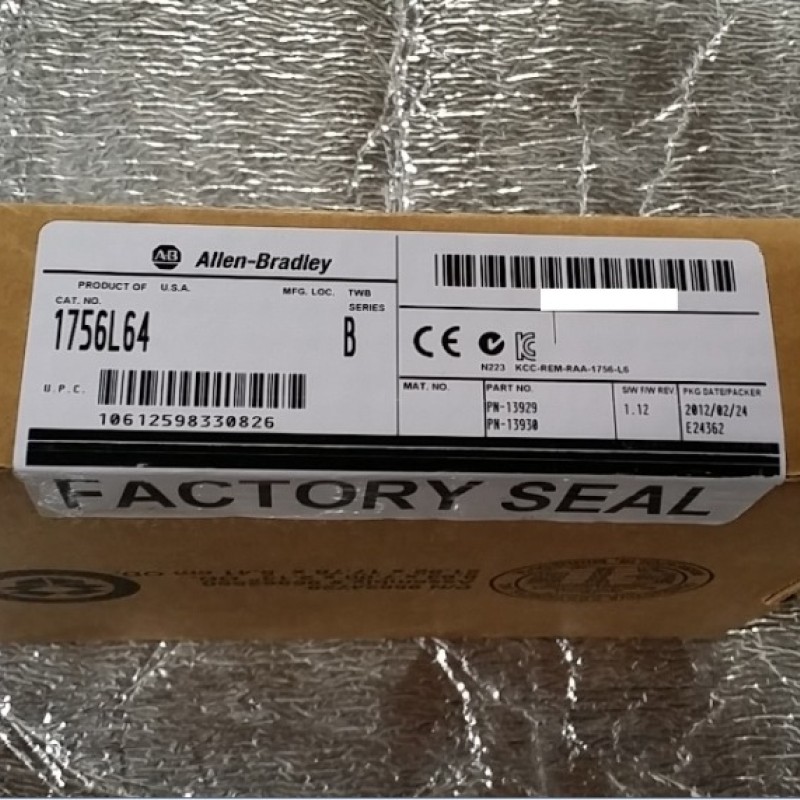 AB Allen-Bradley
PRODUCT OF U.S.A.
MFG. LOC. TWB
CAT. NO.
SERIES
1756L64
B
U.P.C.
10612598330826
CE
N223 KCC-REM-RAA-1756-L6
MAT. NO.
PART NO.
S/W F/W REV
PKG DATE/PACKER
PN-13929
PN-13930
1.12
2012/02/24
E24362
FACTORY SEAL